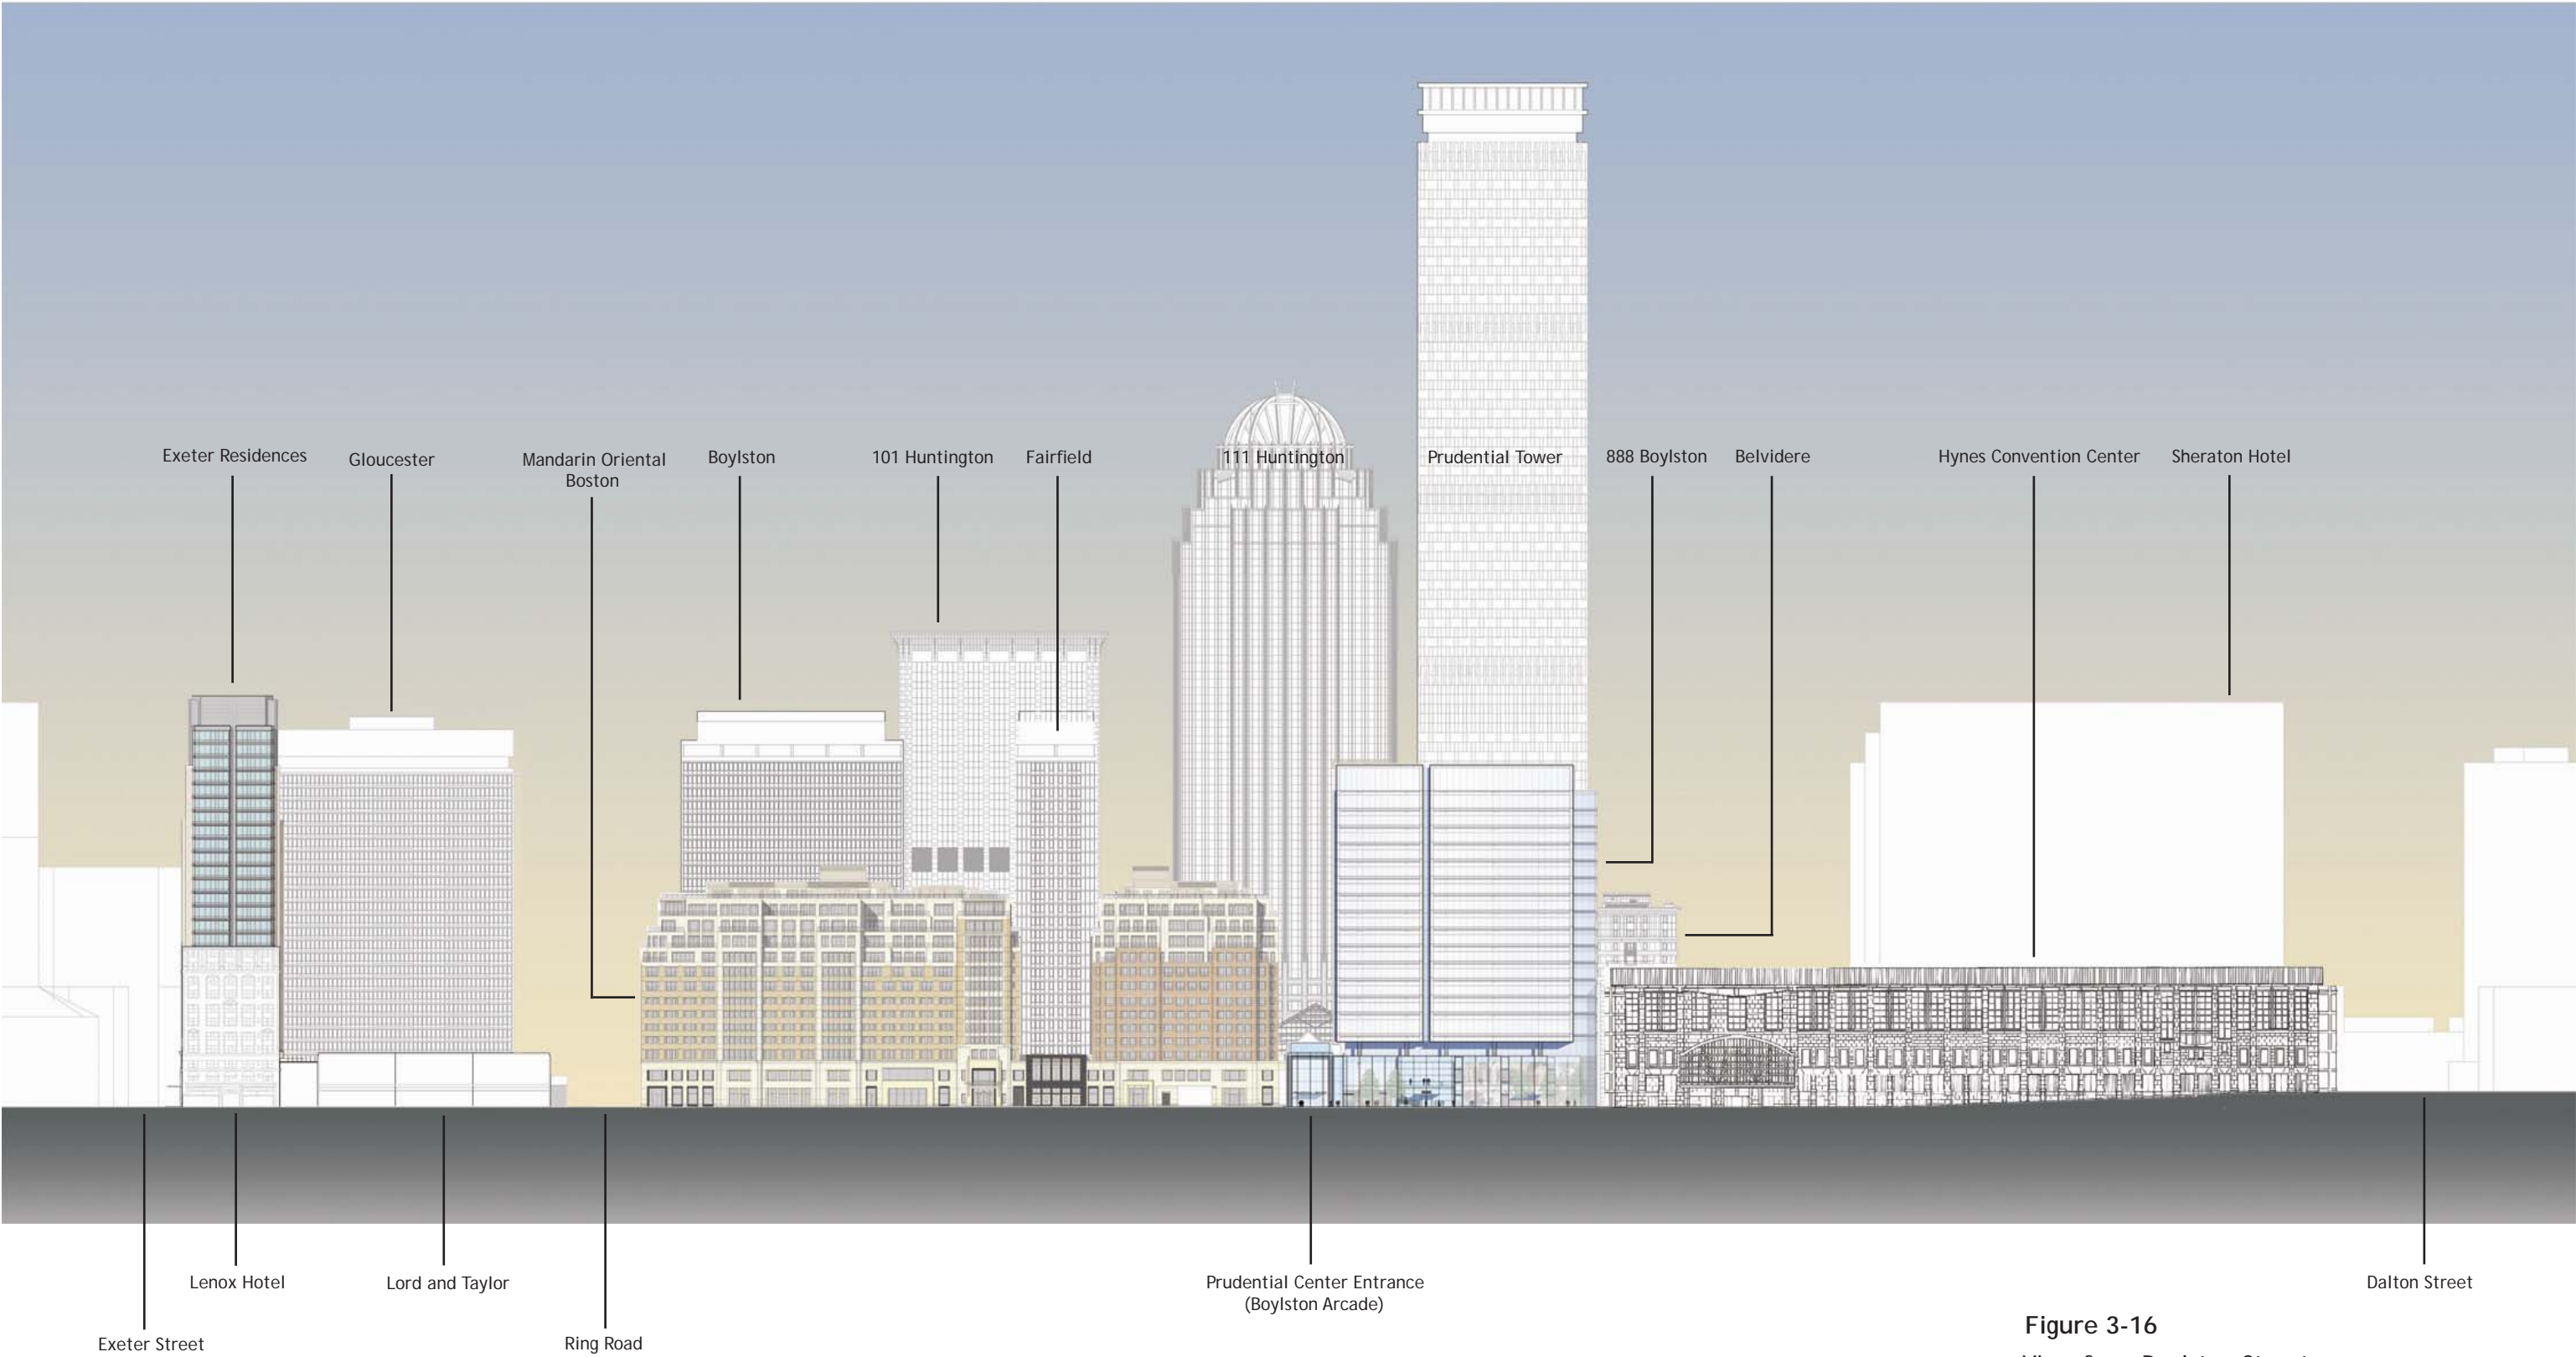 Exeter Residences
Gloucester
Mandarin Oriental
Boston
Boylston
101 Huntington
Fairfield
111 Huntington
Prudential Tower
888 Boylston
Belvidere
Hynes Convention Center
Sheraton Hotel
Lenox Hotel
Lord and Taylor
Prudential Center Entrance
(Boylston Arcade)
Dalton Street
Exeter Street
Ring Road
Figure 3-16